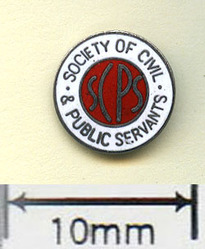 · SOCIETY OF CIVIL ·
& PUBLIC SERVANTS
SCPS
10mm